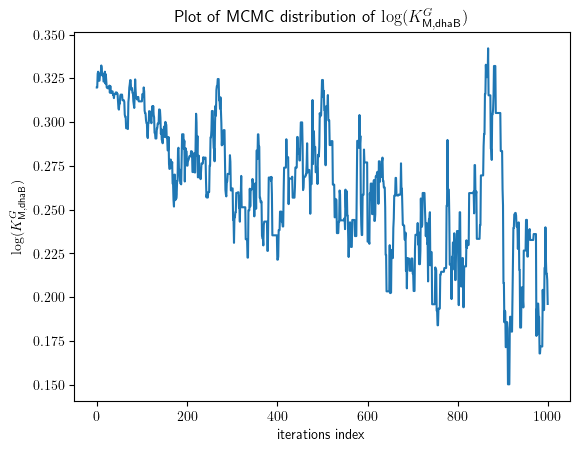 Plot of MCMC distribution of log(K^G_M,dhaB)
0.350
0.325
0.300
0.275
0.250
0.225
0.200
0.175
0.150
log(K^G_M,dhaB)
0 200 400 600 800 1000
iterations index